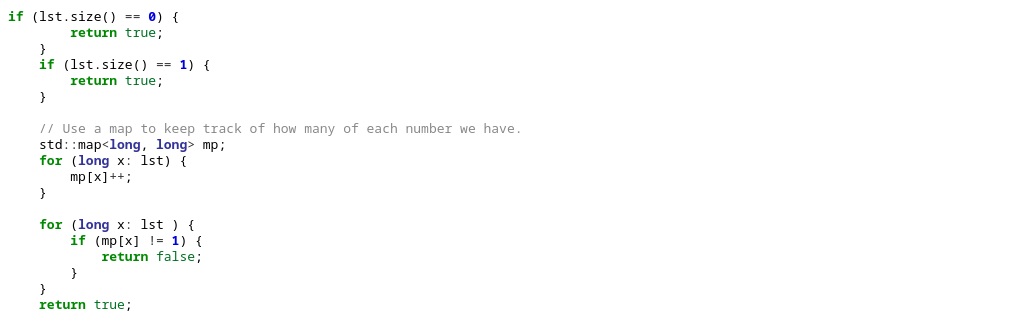 if (lst.size() == 0) {
        return true;
    }
    if (lst.size() == 1) {
        return true;
    }

    // Use a map to keep track of how many of each number we have.
    std::map<long, long> mp;
    for (long x: lst) {
        mp[x]++;
    }

    for (long x: lst ) {
        if (mp[x] != 1) {
            return false;
        }
    }
    return true;